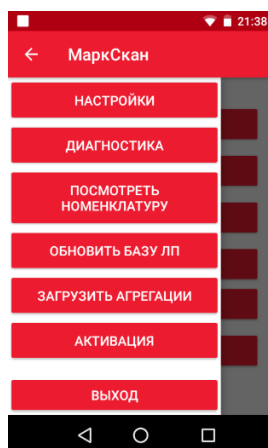 21:38
МаркСкан
НАСТРОЙКИ
ДИАГНОСТИКА
ПОСМОТРЕТЬ
НОМЕНКЛАТУРУ
ОБНОВИТЬ БАЗУ ЛП
ЗАГРУЗИТЬ АГРЕГАЦИИ
АКТИВАЦИЯ
ВЫХОД